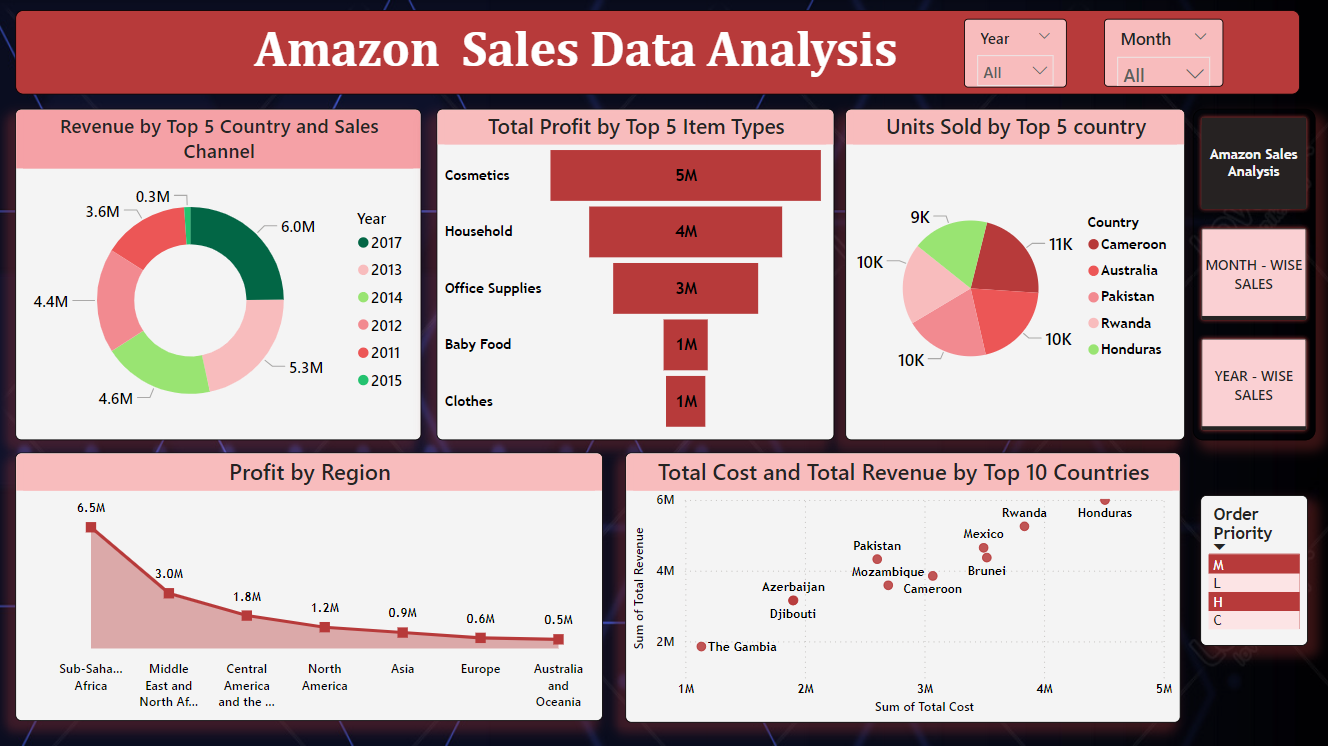 Amazon Sales Data Analysis
Year
All
Month
All
Revenue by Top 5 Country and Sales
Channel
0.3M
3.6M
6.0M
4.4M
5.3M
4.6M
Year
2017
2013
2014
2012
2011
2015
Total Profit by Top 5 Item Types
Cosmetics 5M
Household 4M
Office Supplies 3M
Baby Food 1M
Clothes 1M
Units Sold by Top 5 country
9K
11K
10K
10K
10K
Country
Cameroon
Australia
Pakistan
Rwanda
Honduras
Amazon Sales
Analysis
MONTH - WISE
SALES
YEAR - WISE
SALES
Profit by Region
6.5M
3.0M
1.8M
1.2M
0.9M
0.6M
0.5M
Sub-Saha...
Africa
Middle
East and
North Af...
Central
America
and the ...
North
America
Asia
Europe
Australia
and
Oceania
Total Cost and Total Revenue by Top 10 Countries
Sum of Total Revenue
6M
4M
2M
Honduras
Rwanda
Mexico
Brunei
Pakistan
Mozambique
Cameroon
Azerbaijan
Djibouti
The Gambia
1M 2M 3M 4M 5M
Sum of Total Cost
Order
Priority
M
L
H
C